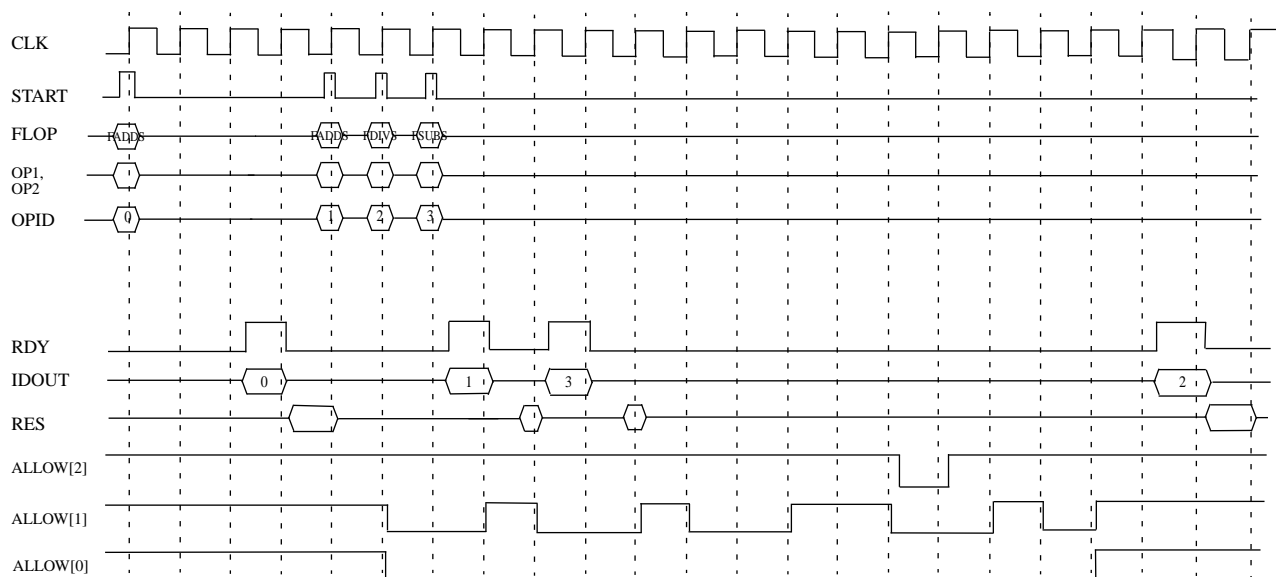 CLK
START
FLOP FADDS FADDS FDIVS FSUBS
OP1,
OP2
OPID 0 1 2 3
RDY
IDOUT 0 1 3 2
RES
ALLOW[2]
ALLOW[1]
ALLOW[0]